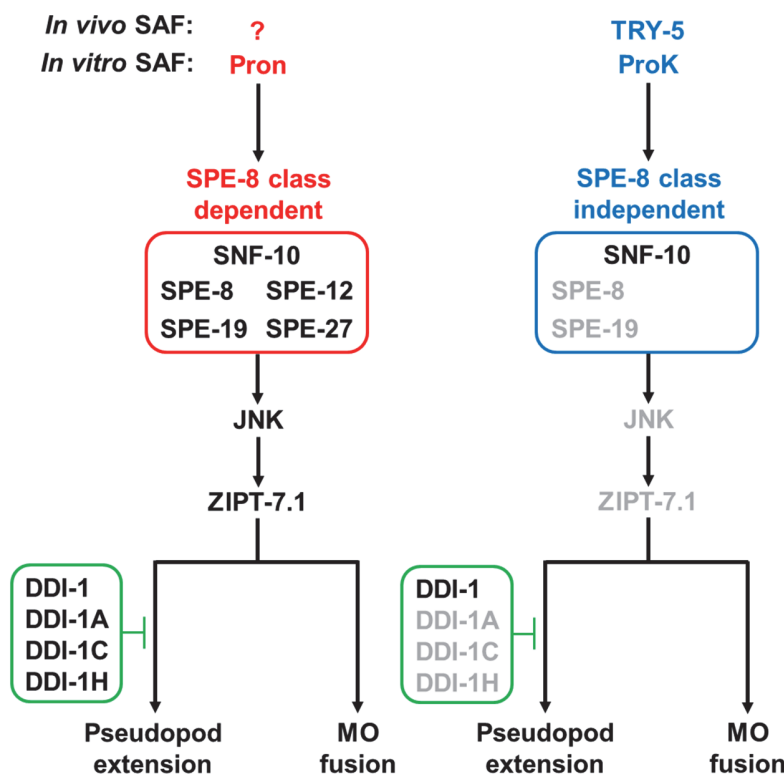 In vivo SAF: ? TRY-5
In vitro SAF: Pron ProK
SPE-8 class
dependent
SPE-8 class
independent
SNF-10
SPE-8 SPE-12
SPE-19 SPE-27
SNF-10
SPE-8
SPE-19
JNK
JNK
ZIPT-7.1
ZIPT-7.1
DDI-1
DDI-1A
DDI-1C
DDI-1H
DDI-1
DDI-1A
DDI-1C
DDI-1H
Pseudopod
extension
MO
fusion
Pseudopod
extension
MO
fusion